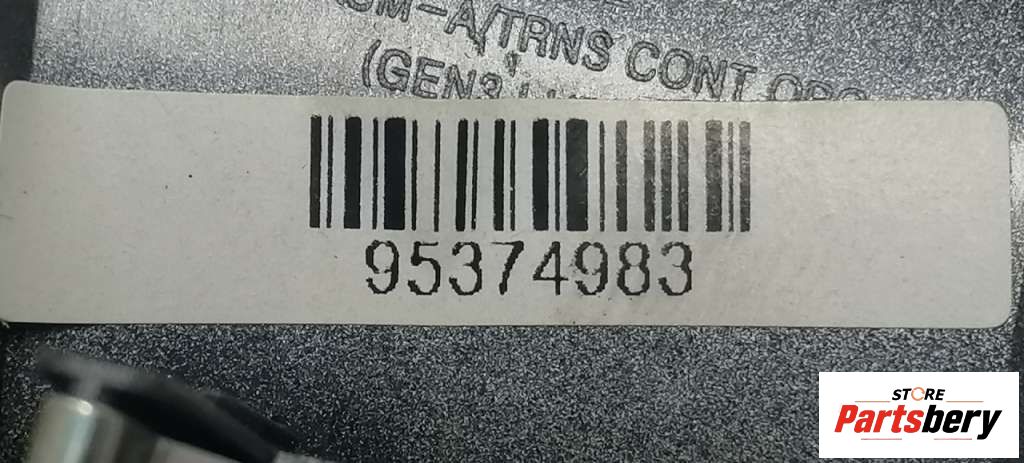 A/TRNS CONT
(GEN3
95374983
STORE
Partsbery